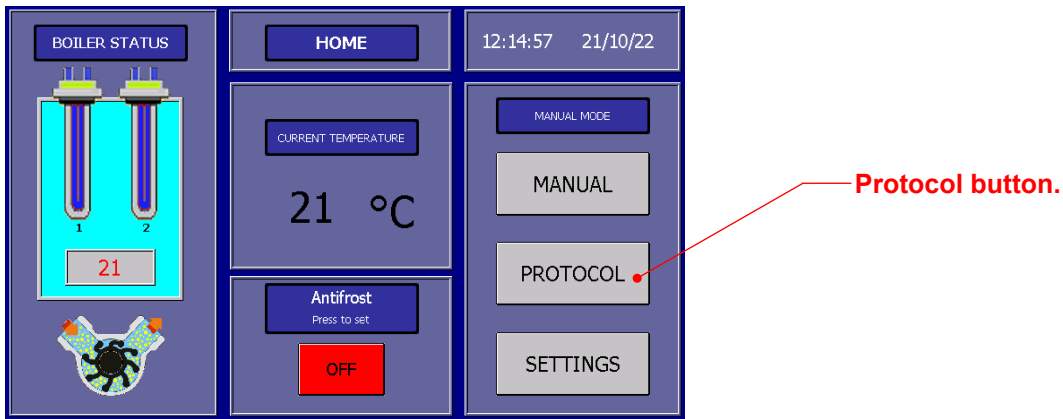 BOILER STATUS
1 2
21
HOME
CURRENT TEMPERATURE
21 °C
Antifrost
Press to set
OFF
12:14:57 21/10/22
MANUAL MODE
MANUAL
PROTOCOL
SETTINGS
Protocol button.